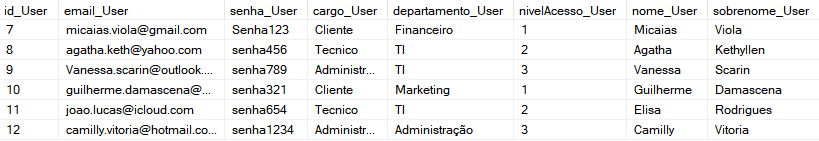 id_User email_User senha_User cargo_User departamento_User nivelAcesso_User nome_User sobrenome_User
7 micaias.viola@gmail.com Senha123 Cliente Financeiro 1 Micaias Viola
8 agatha.keth@yahoo.com senha456 Tecnico TI 2 Agatha Kethyllen
9 Vanessa.scarin@outlook.... senha789 Administr... TI 3 Vanessa Scarin
10 guilherme.damascena@... senha321 Cliente Marketing 1 Guilherme Damascena
11 joao.lucas@icloud.com senha654 Tecnico TI 2 Elisa Rodrigues
12 camilly.vitoria@hotmail.co... senha1234 Administr... Administração 3 Camilly Vitoria